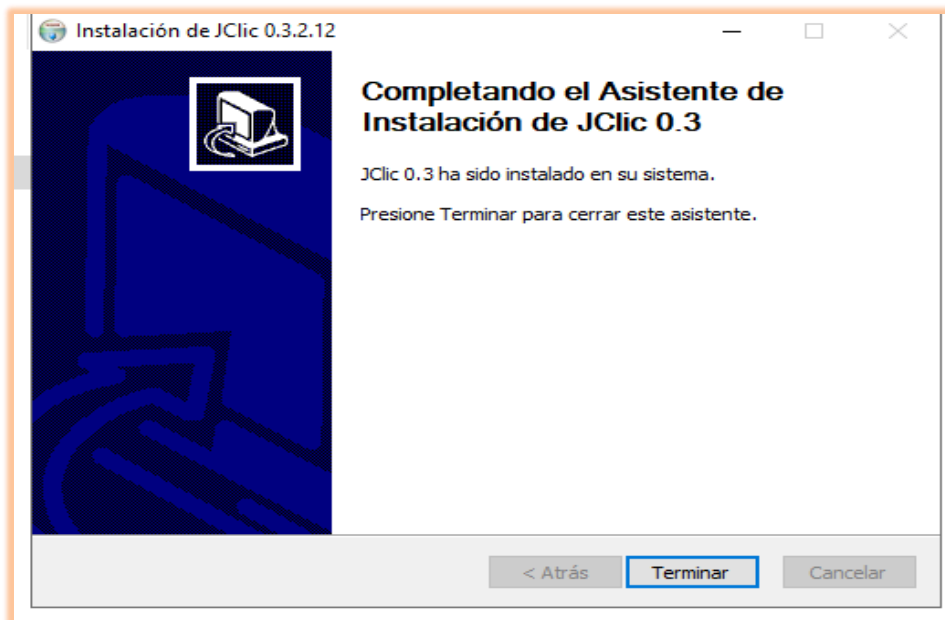 Instalación de JClic 0.3.2.12
Completando el Asistente de
Instalación de JClic 0.3
JClic 0.3 ha sido instalado en su sistema.
Presione Terminar para cerrar este asistente.
< Atrás
Terminar
Cancelar